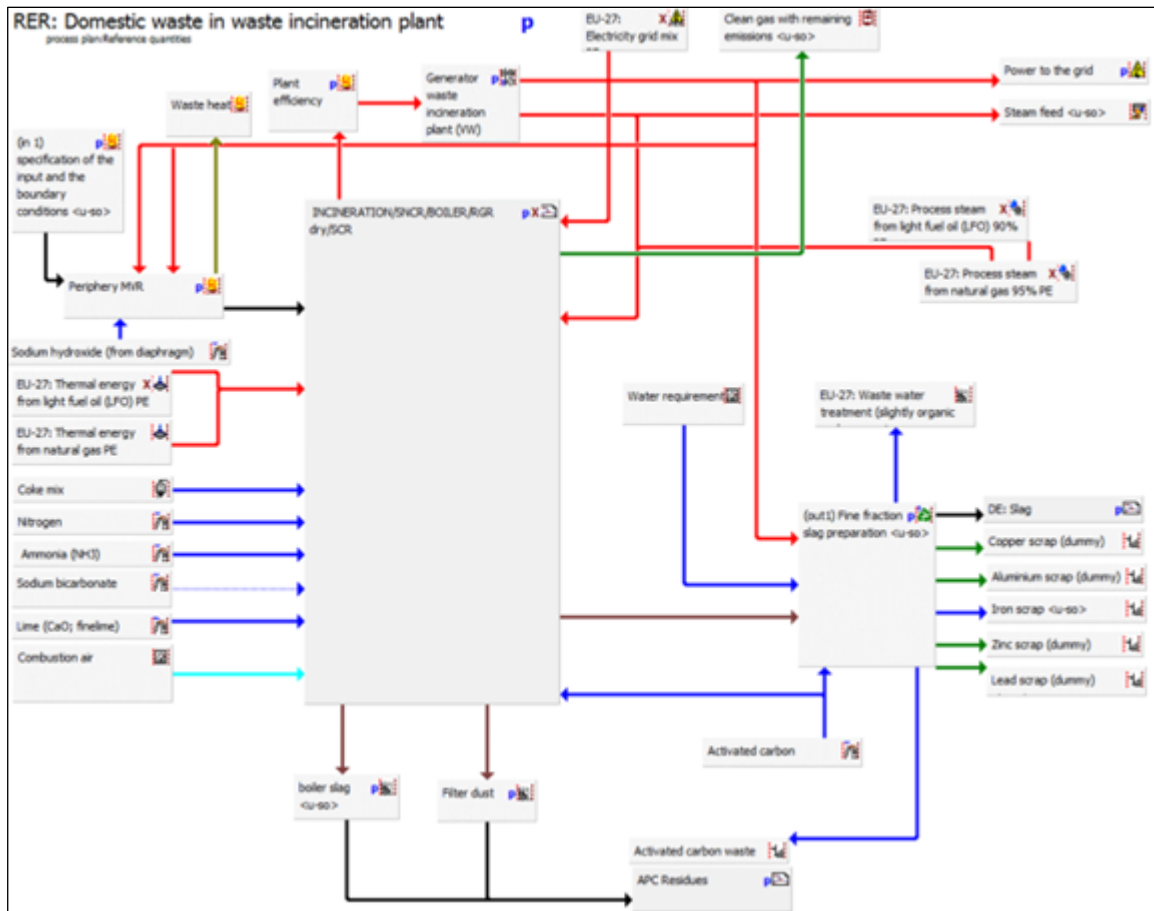 RER: Domestic waste in waste incineration plant
p
process plan:Reference quantities
EU-27:
Electricity grid mix
Clean gas with remaining
emissions <u-so>
Power to the grid
Steam feed <u-so>
Plant
efficiency
Generator
waste
incineration
plant (VW)
Waste heat
(in 1)
specification of the
input and the
boundary
conditions <u-so>
INCINERATION/SNCR/BOILER/RGR
dry/SCR
EU-27: Process steam
from light fuel oil (LFO) 90%
EU-27: Process steam
from natural gas 95% PE
Periphery MVR
Sodium hydroxide (from diaphragm)
EU-27: Thermal energy
from light fuel oil (LFO) PE
EU-27: Thermal energy
from natural gas PE
Water requirement
EU-27: Waste water
treatment (slightly organic
Coke mix
Nitrogen
Ammonia (NH3)
Sodium bicarbonate
Lime (CaO; finelime)
Combustion air
(out1) Fine fraction
slag preparation <u-so>
DE: Slag
Copper scrap (dummy)
Aluminium scrap (dummy)
Iron scrap <u-so>
Zinc scrap (dummy)
Lead scrap (dummy)
Activated carbon
boiler slag
<u-so>
Filter dust
Activated carbon waste
APC Residues